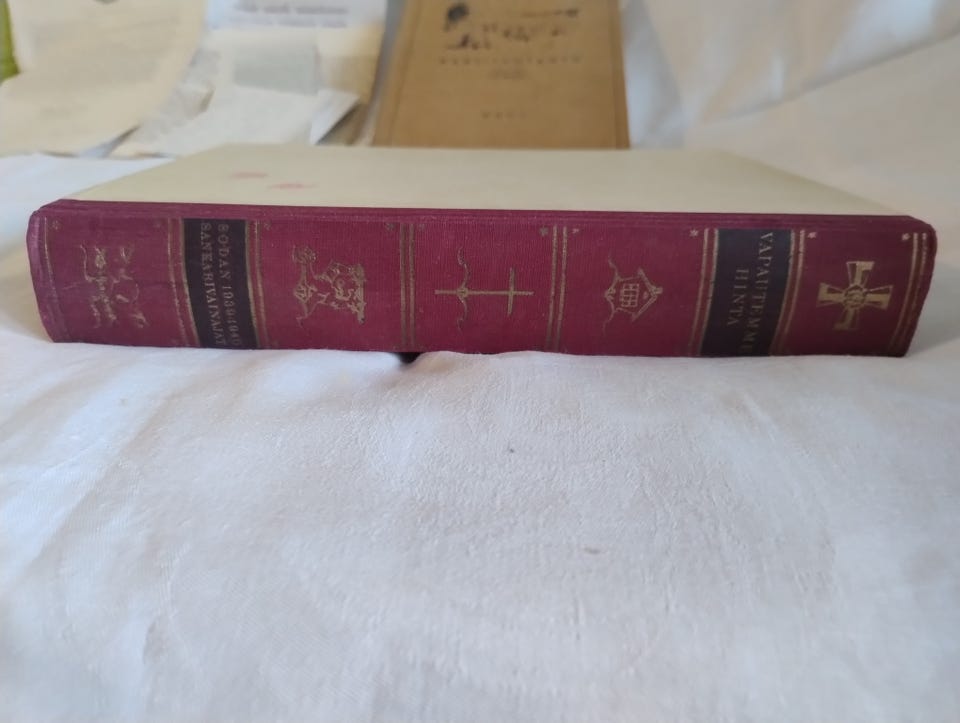 VAPAUTEMME
HINTA
SODAN 1939-1940
SANKARIVAINAJAT